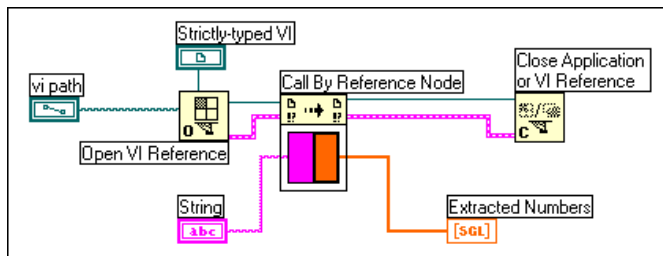 Strictly-typed VI
Close Application
or VI Reference
vi path
Call By Reference Node
O
C
Open VI Reference
String
abc
Extracted Numbers
[SGL]